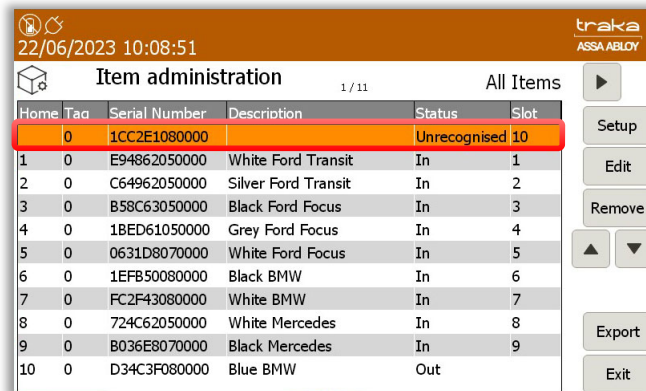 traka
22/06/2023 10:08:51 ASSA ABLOY
Item administration 1 / 11 All Items
Home Tag Serial Number Description Status Slot
0 1CC2E1080000 Unrecognised 10
1 0 E94862050000 White Ford Transit In 1
2 0 C64962050000 Silver Ford Transit In 2
3 0 B58C63050000 Black Ford Focus In 3
4 0 1BED61050000 Grey Ford Focus In 4
5 0 0631D8070000 White Ford Focus In 5
6 0 1EFB50080000 Black BMW In 6
7 0 FC2F43080000 White BMW In 7
8 0 724C62050000 White Mercedes In 8
9 0 B036E8070000 Black Mercedes In 9
10 0 D34C3F080000 Blue BMW Out
Setup
Edit
Remove
Export
Exit